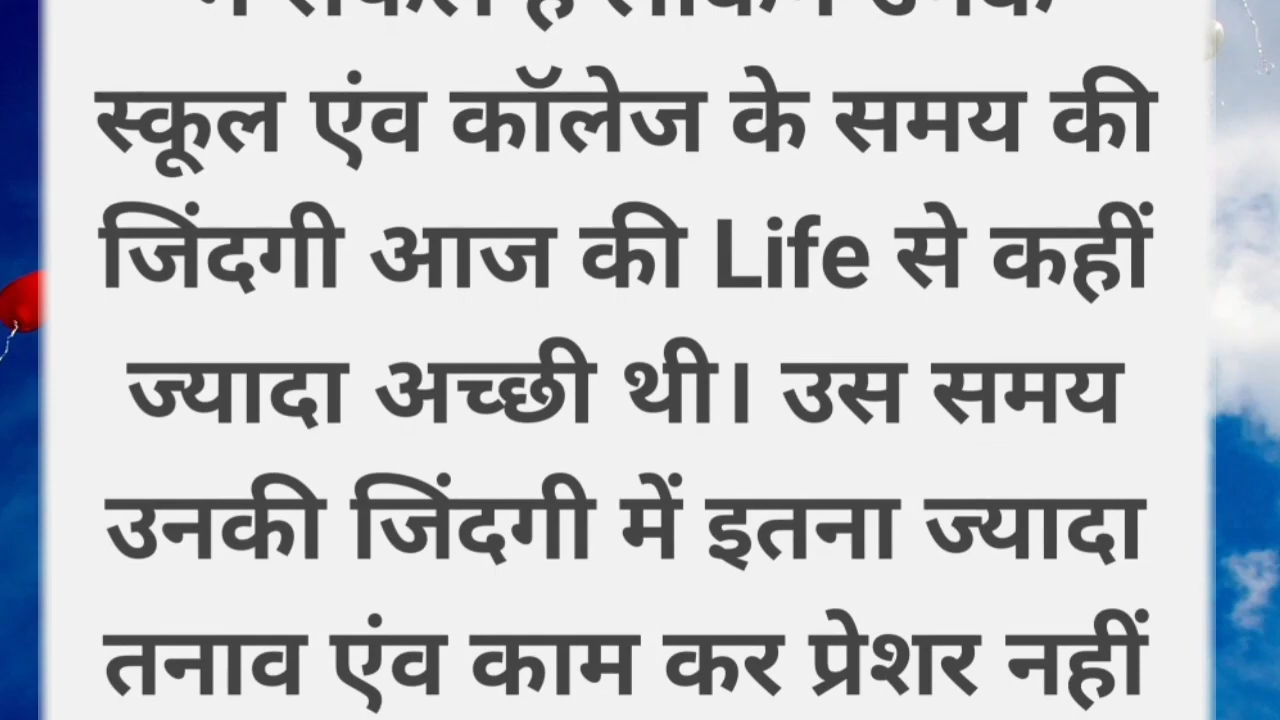 स्कूल एंव कॉलेज के समय की
जिंदगी आज की Life से कहीं
ज्यादा अच्छी थी। उस समय
उनकी जिंदगी में इतना ज्यादा
तनाव एंव काम कर प्रेशर नहीं